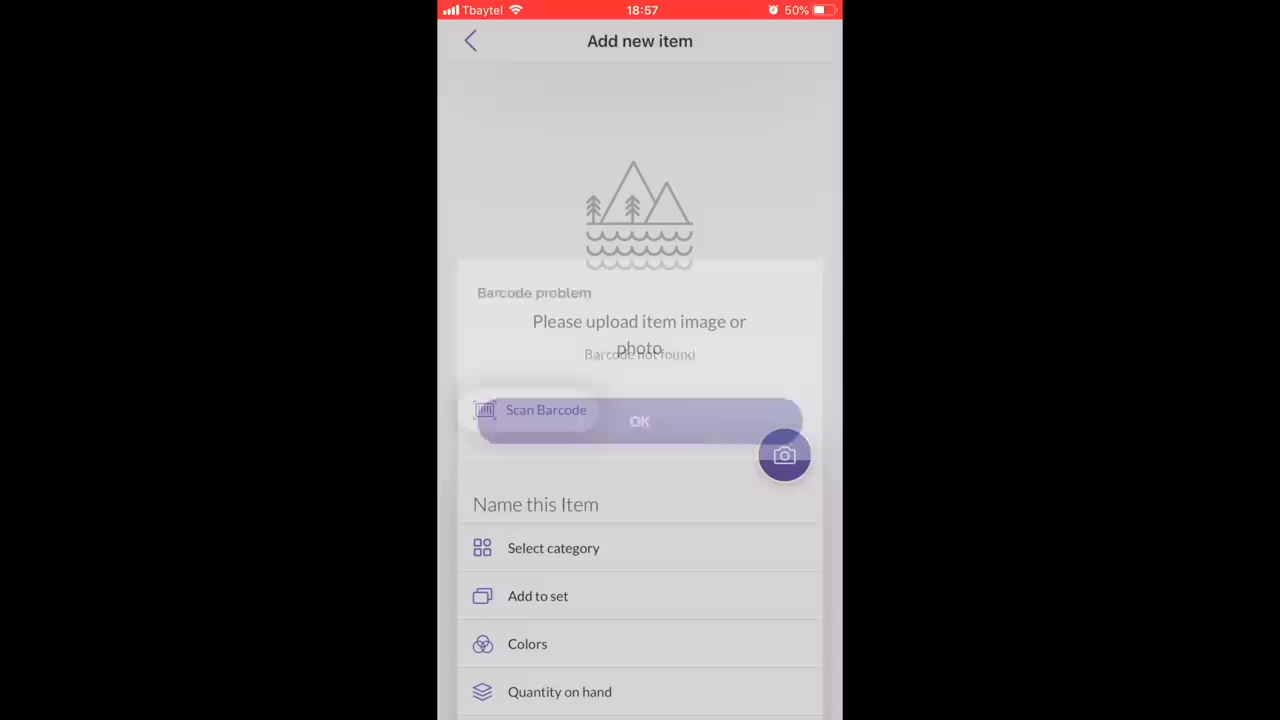 Tbaytel 18:57 50%
Add new item
Barcode problem
Please upload item image or
photo
Barcode not found
Scan Barcode
OK
Name this Item
Select category
Add to set
Colors
Quantity on hand